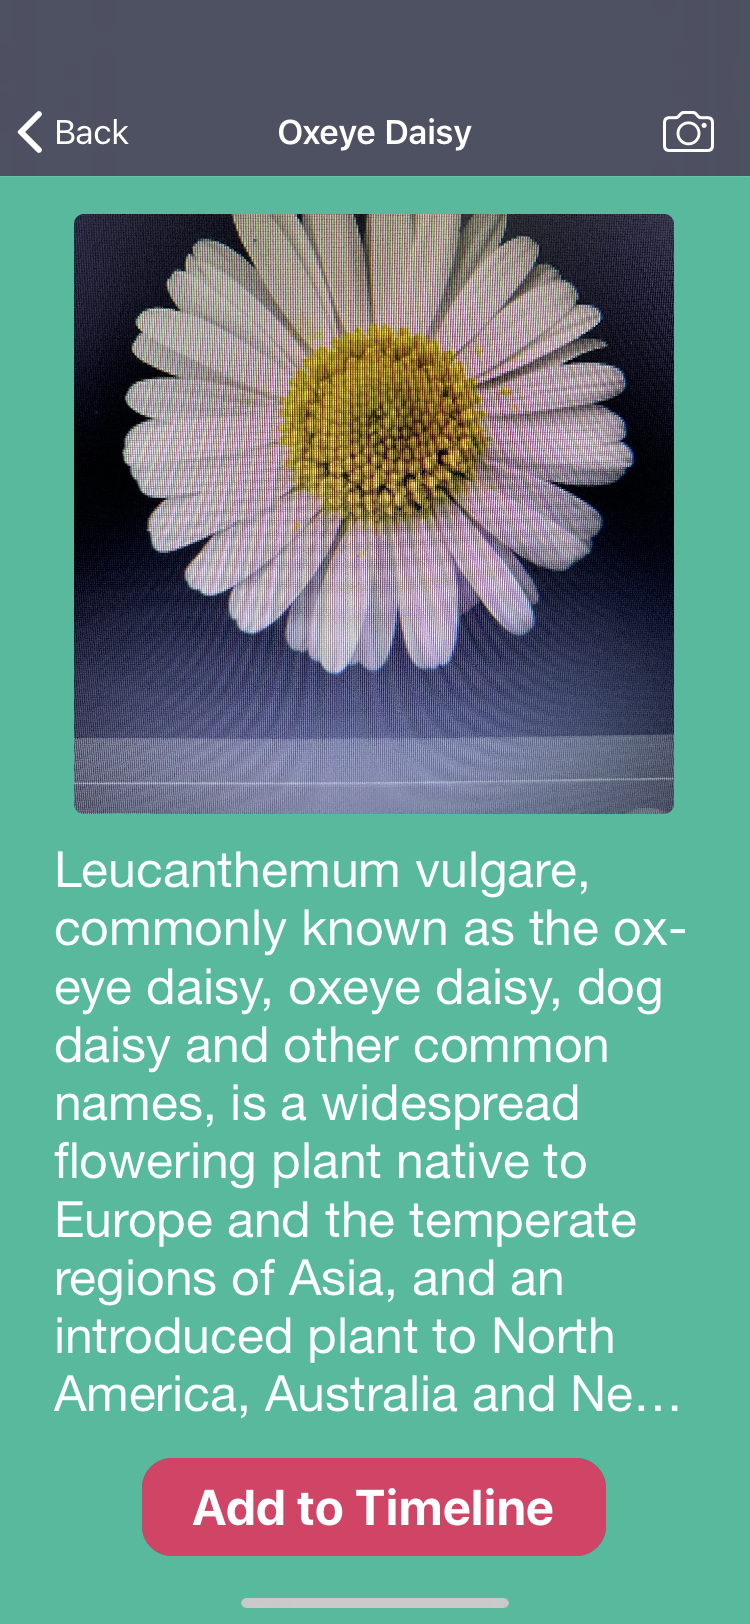 Back
Oxeye Daisy
Leucanthemum vulgare,
commonly known as the ox-
eye daisy, oxeye daisy, dog
daisy and other common
names, is a widespread
flowering plant native to
Europe and the temperate
regions of Asia, and an
introduced plant to North
America, Australia and Ne...
Add to Timeline